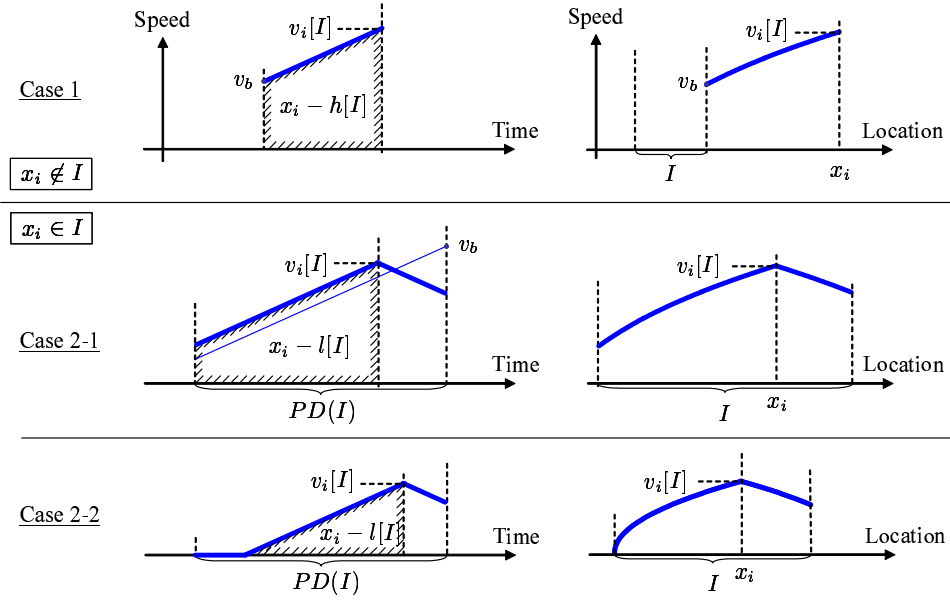 Speed
v_i[I]
v_b
Case 1
x_i − h[I]
Time
x_i ∉ I
Speed
v_i[I]
v_b
Location
I
x_i
x_i ∈ I
v_i[I]
v_b
Case 2-1
x_i − l[I]
Time
PD(I)
v_i[I]
Location
x_i
I
v_i[I]
Case 2-2
x_i − l[I]
Time
PD(I)
v_i[I]
Location
I
x_i